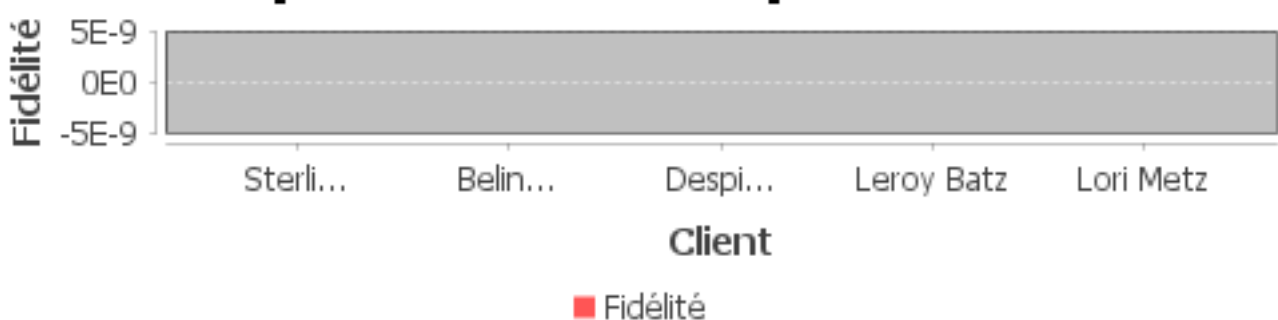 Fidélité
5E-9
0E0
-5E-9
Sterli... Belin... Despi... Leroy Batz Lori Metz
Client
Fidélité